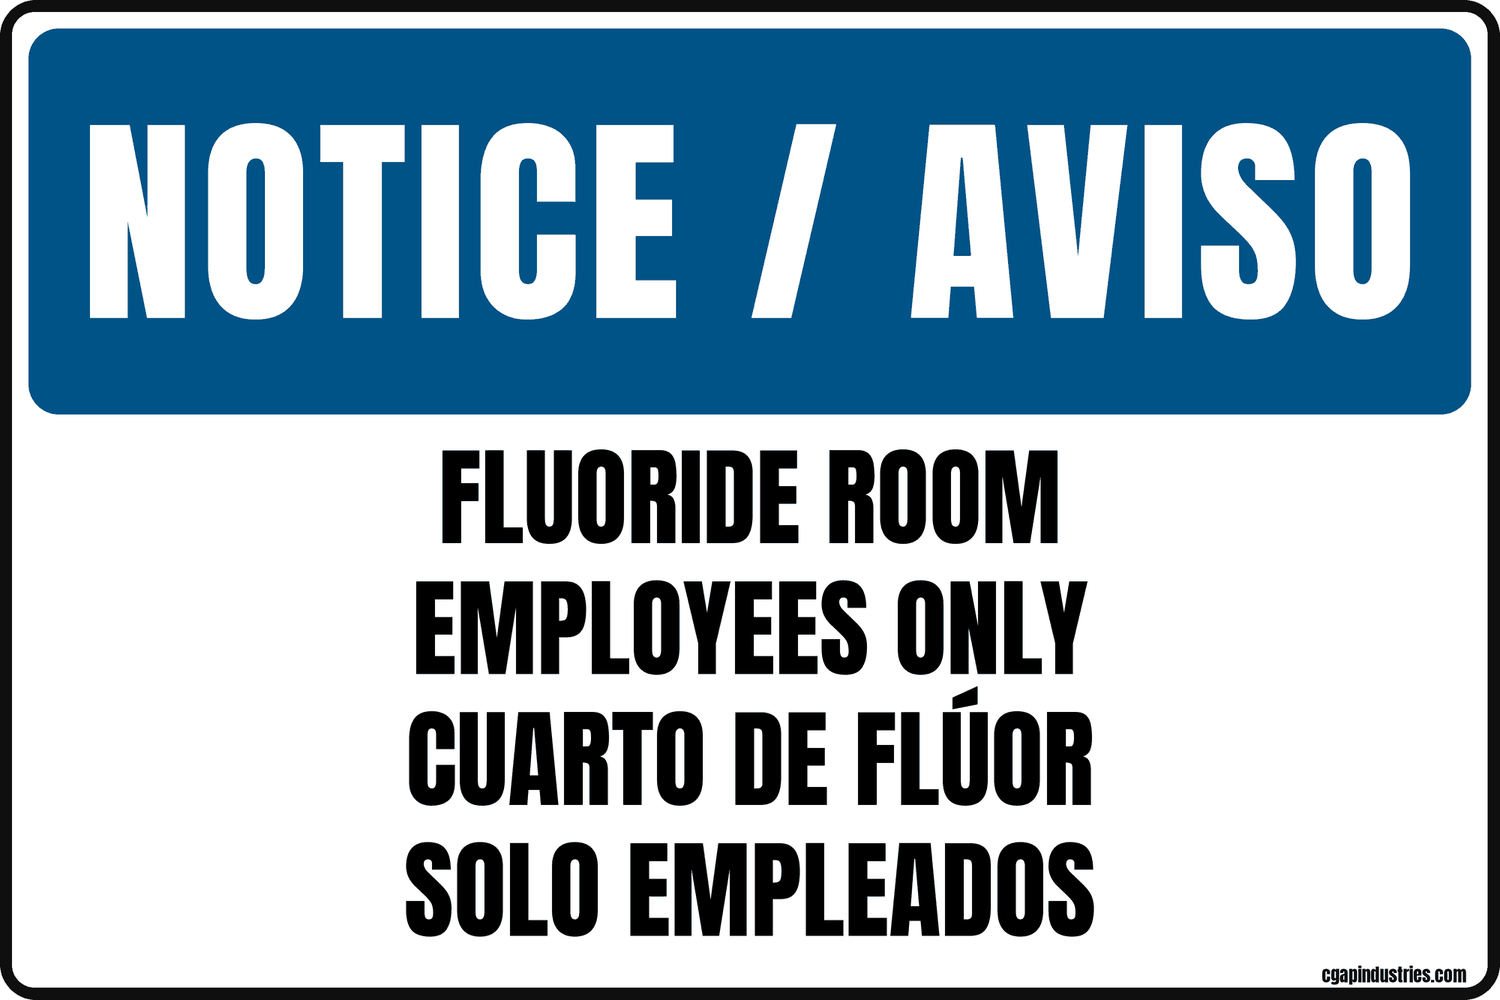 NOTICE / AVISO
FLUORIDE ROOM
EMPLOYEES ONLY
CUARTO DE FLÚOR
SOLO EMPLEADOS
cgapindustries.com